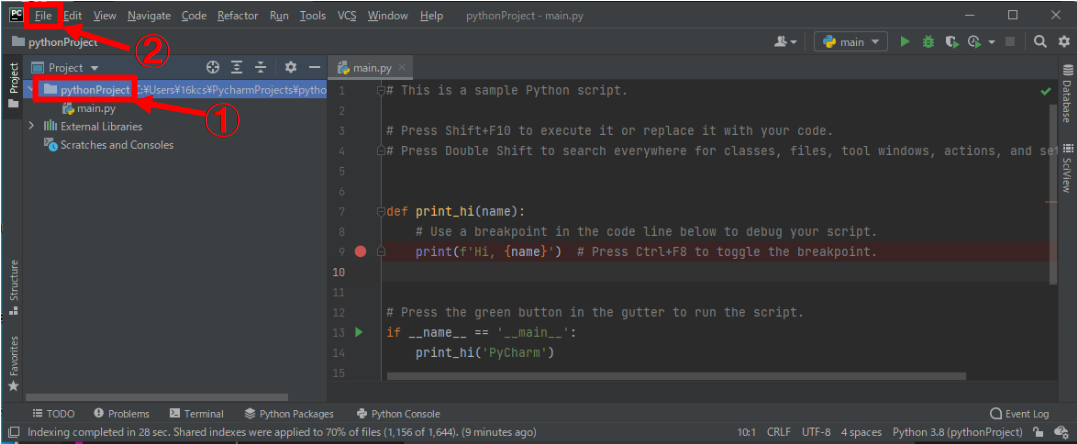 PC File Edit View Navigate Code Refactor Run Tools VCS Window Help pythonProject - main.py
pythonProject main
②
Project Project main.py
pythonProject C:¥Users¥16kcs¥PycharmProjects¥pytho
①
main.py
External Libraries
Scratches and Consoles
1 # This is a sample Python script.
2
3 # Press Shift+F10 to execute it or replace it with your code.
4 # Press Double Shift to search everywhere for classes, files, tool windows, actions, and set
5
6
7 def print_hi(name):
8 # Use a breakpoint in the code line below to debug your script.
9 print(f'Hi, {name}') # Press Ctrl+F8 to toggle the breakpoint.
10
11
12 # Press the green button in the gutter to run the script.
13 if __name__ == '__main__':
14 print_hi('PyCharm')
15
Database
SciView
Structure
Favorites
TODO Problems Terminal Python Packages Python Console Event Log
Indexing completed in 28 sec. Shared indexes were applied to 70% of files (1,156 of 1,644). (9 minutes ago) 10:1 CRLF UTF-8 4 spaces Python 3.8 (pythonProject)